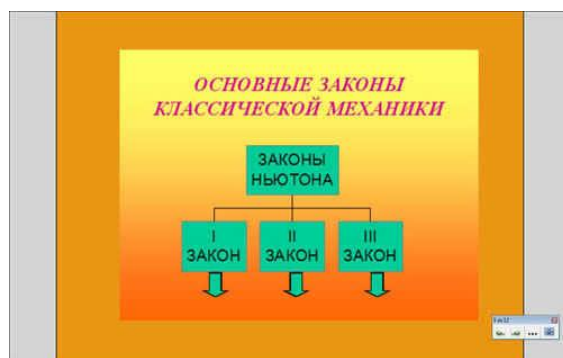 ОСНОВНЫЕ ЗАКОНЫ
КЛАССИЧЕСКОЙ МЕХАНИКИ
ЗАКОНЫ
НЬЮТОНА
I
ЗАКОН
II
ЗАКОН
III
ЗАКОН